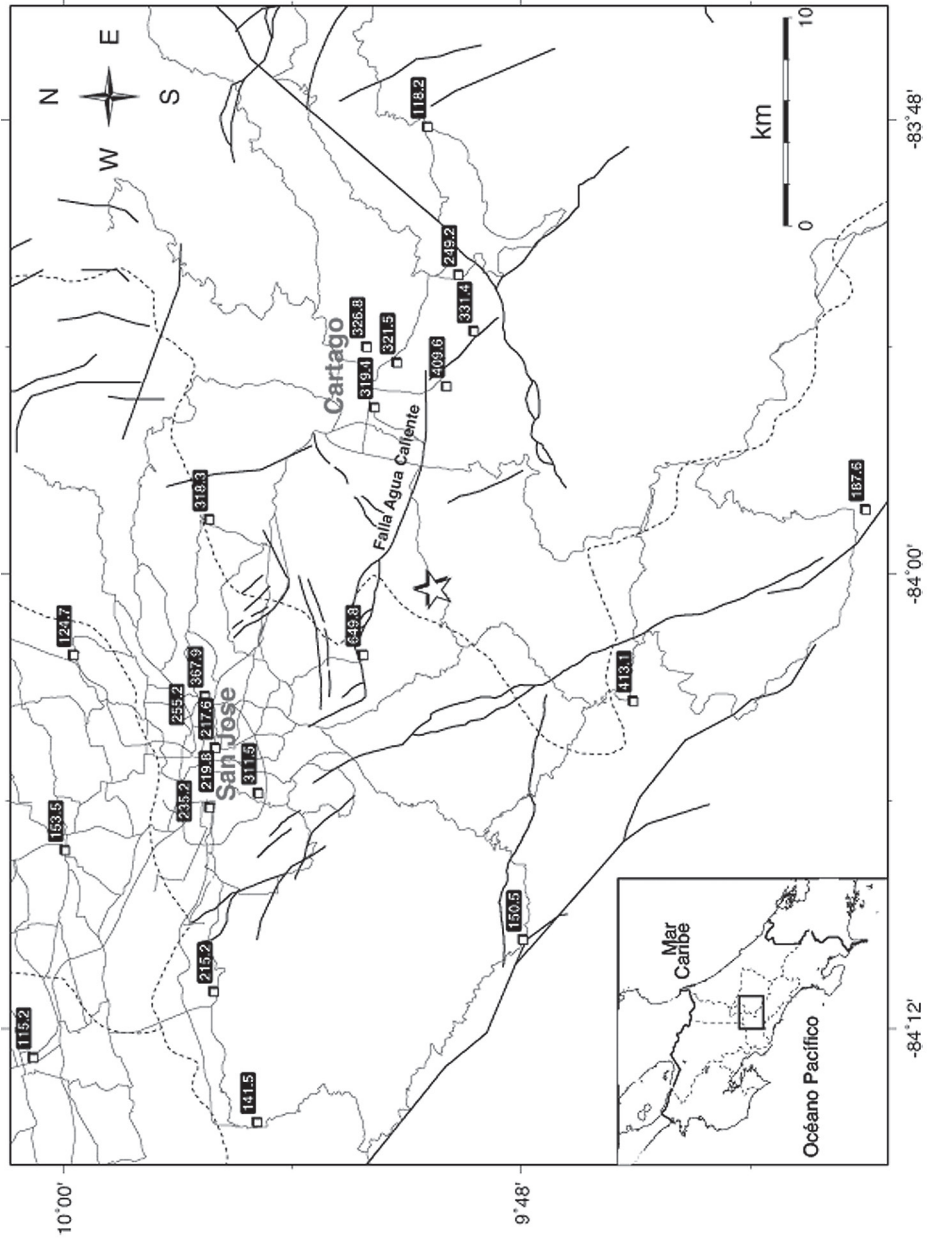 115.2
N
153.5
124.7
10°00'
W E
S
255.2
235.2
367.9
318.3
215.2
219.8
217.6
San Jose
141.5
311.5
Cartago
649.8
326.8
319.4
321.5
Falla Agua Caliente
118.2
409.6
249.2
331.4
150.5
9°48'
413.1
Mar
Caribe
km
0 10
Océano Pacífico
187.6
-84°12' -84°00' -83°48'